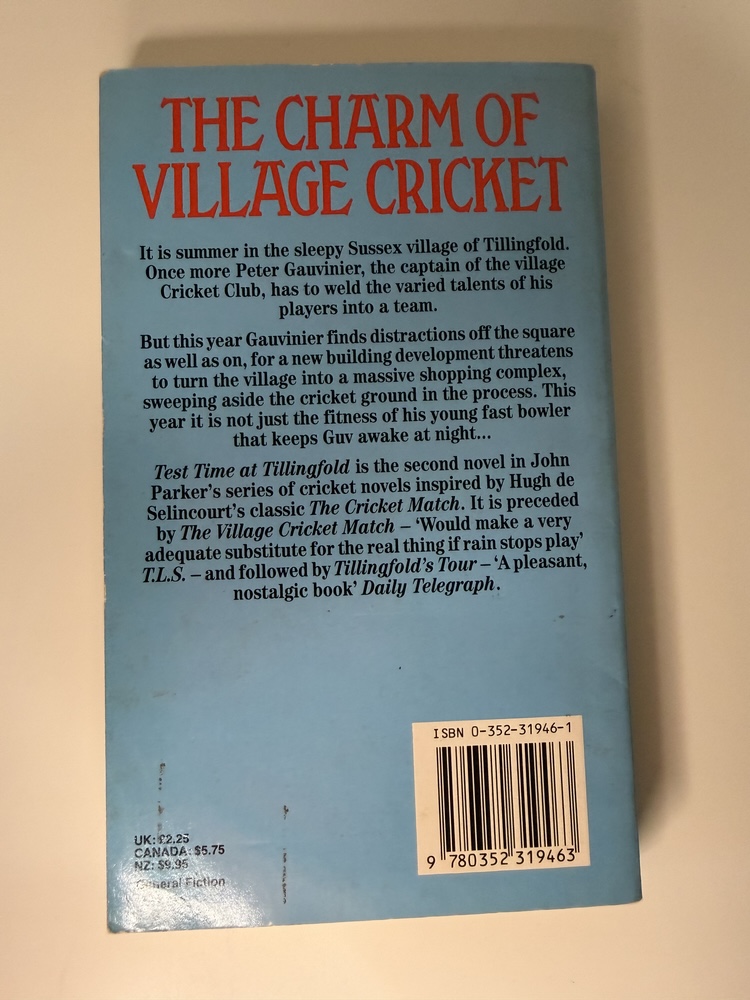 THE CHARM OF
VILLAGE CRICKET
It is summer in the sleepy Sussex village of Tillingfold.
Once more Peter Gauvinier, the captain of the village
Cricket Club, has to weld the varied talents of his
players into a team.
But this year Gauvinier finds distractions off the square
as well as on, for a new building development threatens
to turn the village into a massive shopping complex,
sweeping aside the cricket ground in the process. This
year it is not just the fitness of his young fast bowler
that keeps Guv awake at night...
Test Time at Tillingfold is the second novel in John
Parker's series of cricket novels inspired by Hugh de
Selincourt's classic The Cricket Match. It is preceded
by The Village Cricket Match – 'Would make a very
adequate substitute for the real thing if rain stops play'
T.L.S. – and followed by Tillingfold's Tour – 'A pleasant,
nostalgic book' Daily Telegraph.
ISBN 0-352-31946-1
9 780352 319463
UK: £2.25
CANADA: $5.75
NZ: $9.95
General Fiction